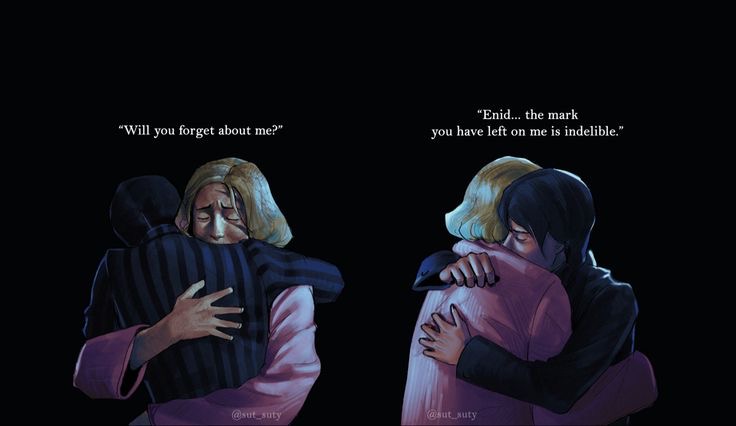 “Will you forget about me?”
“Enid... the mark
you have left on me is indelible.”
@sut_suty
@sut_suty